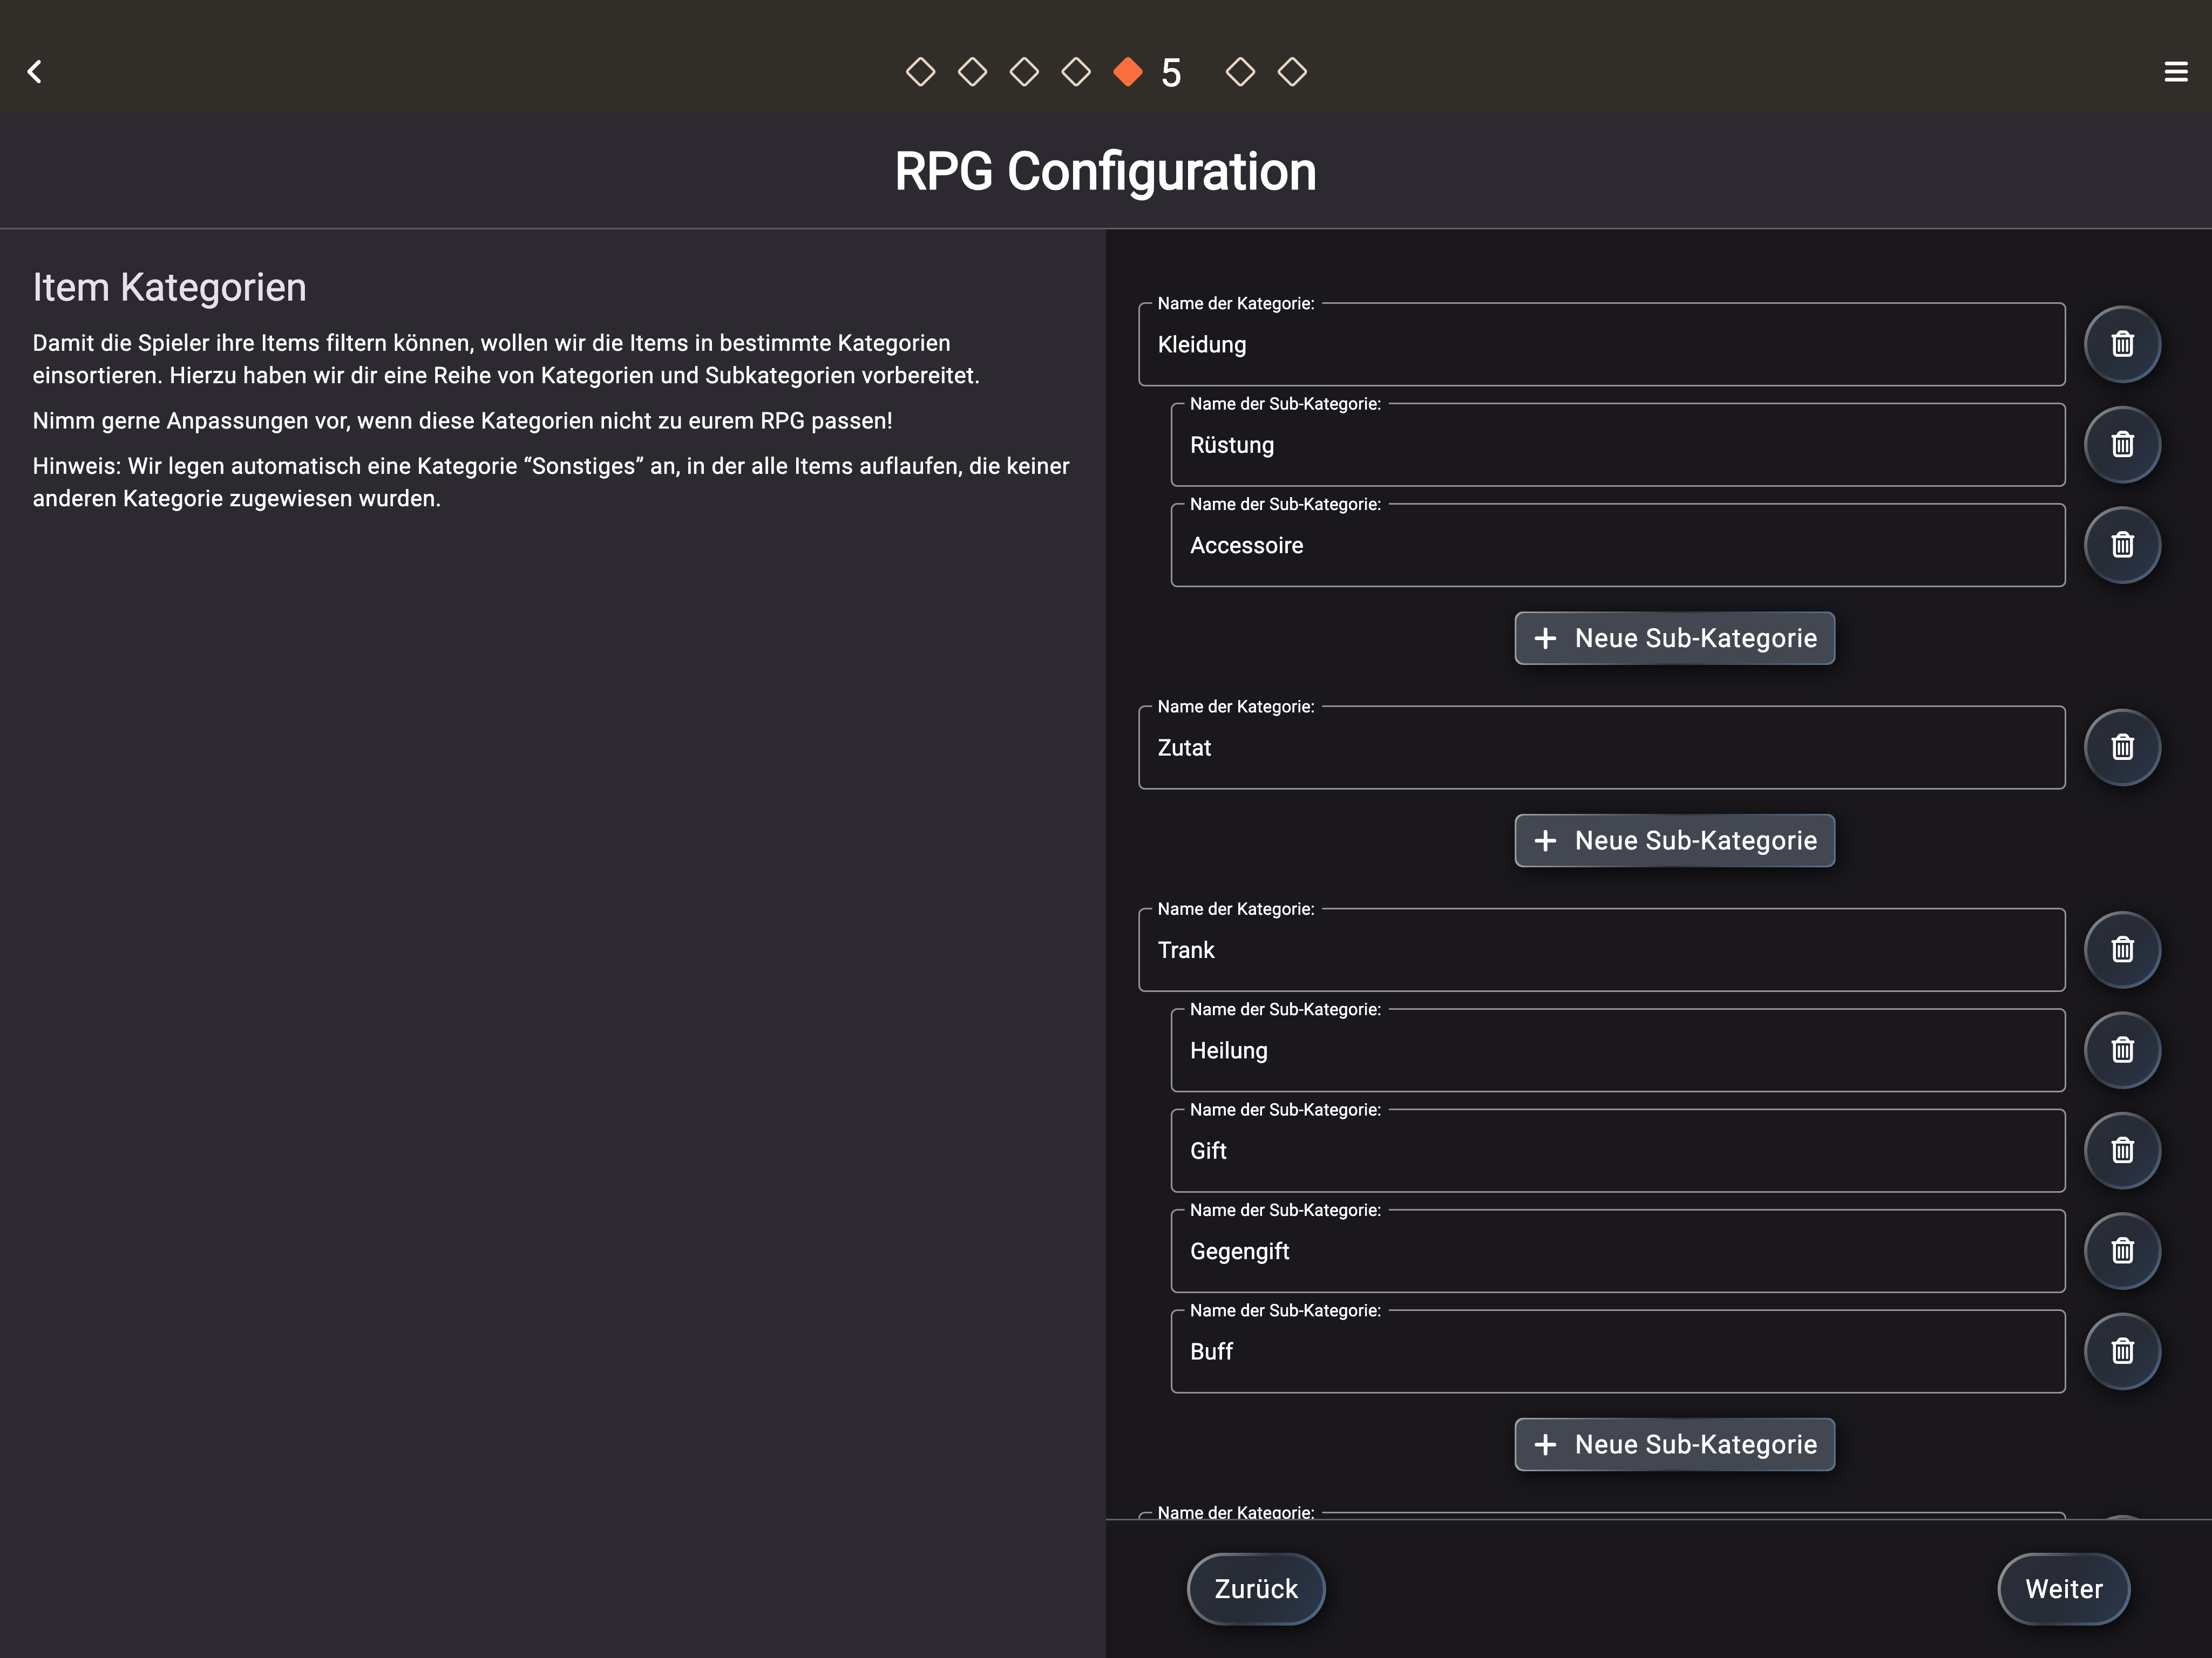 5
RPG Configuration
Item Kategorien
Damit die Spieler ihre Items filtern können, wollen wir die Items in bestimmte Kategorien
einsortieren. Hierzu haben wir dir eine Reihe von Kategorien und Subkategorien vorbereitet.
Nimm gerne Anpassungen vor, wenn diese Kategorien nicht zu eurem RPG passen!
Hinweis: Wir legen automatisch eine Kategorie “Sonstiges” an, in der alle Items auflaufen, die keiner
anderen Kategorie zugewiesen wurden.
Name der Kategorie:
Kleidung
Name der Sub-Kategorie:
Rüstung
Name der Sub-Kategorie:
Accessoire
+ Neue Sub-Kategorie
Name der Kategorie:
Zutat
+ Neue Sub-Kategorie
Name der Kategorie:
Trank
Name der Sub-Kategorie:
Heilung
Name der Sub-Kategorie:
Gift
Name der Sub-Kategorie:
Gegengift
Name der Sub-Kategorie:
Buff
+ Neue Sub-Kategorie
Name der Kategorie:
Zurück
Weiter